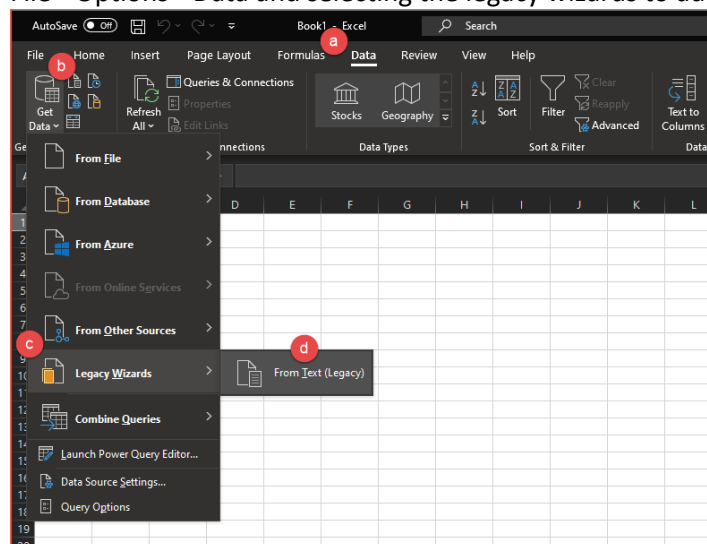 File - Options - Data and selecting the legacy wizards to
AutoSave Off Book1 - Excel Search
a
File Home Insert Page Layout Formulas Data Review View Help
b
Get Data
Refresh All
Queries & Connections
Properties
Edit Links
Stocks Geography
Sort
Filter
Clear
Reapply
Advanced
Text to Columns
nnections Data Types Sort & Filter Data
D E F G H I J K L
From File
From Database
From Azure
From Online Services
From Other Sources
c
d
Legacy Wizards
From Text (Legacy)
Combine Queries
Launch Power Query Editor...
Data Source Settings...
Query Options
19